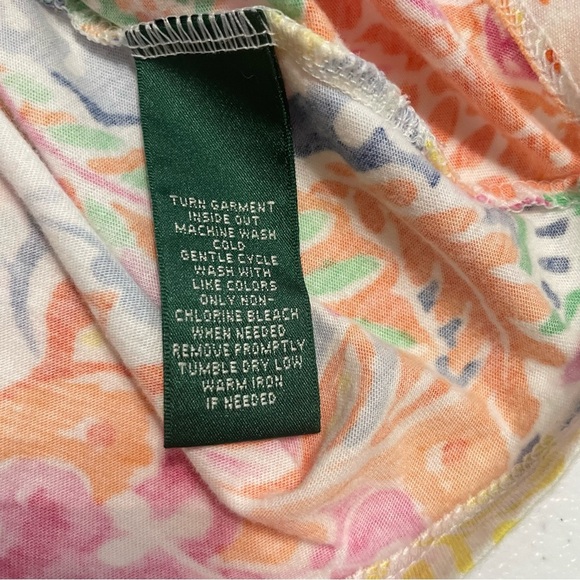 TURN GARMENT
INSIDE OUT
MACHINE WASH
COLD
GENTLE CYCLE
WASH WITH
LIKE COLORS
ONLY NON-
CHLORINE BLEACH
WHEN NEEDED
REMOVE PROMPTLY
TUMBLE DRY LOW
WARM IRON
IF NEEDED